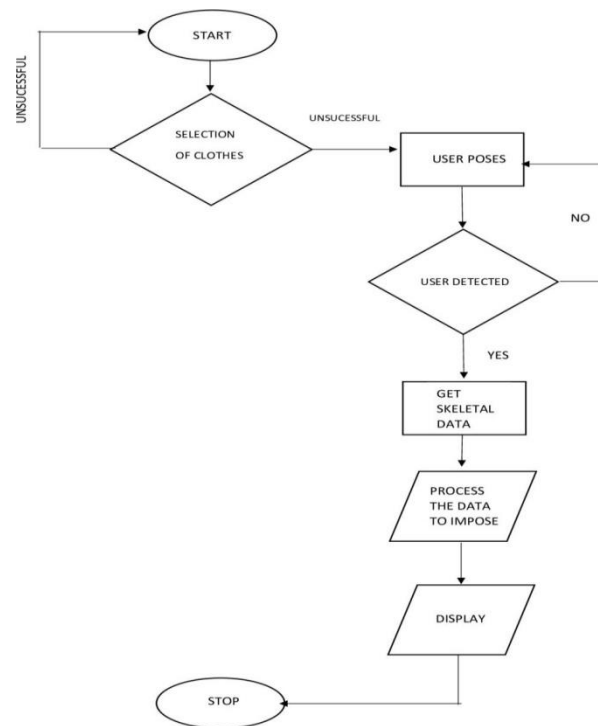 START
UNSUCESSFUL
SELECTION
OF CLOTHES
UNSUCESSFUL
USER POSES
NO
USER DETECTED
YES
GET
SKELETAL
DATA
PROCESS
THE DATA
TO IMPOSE
DISPLAY
STOP